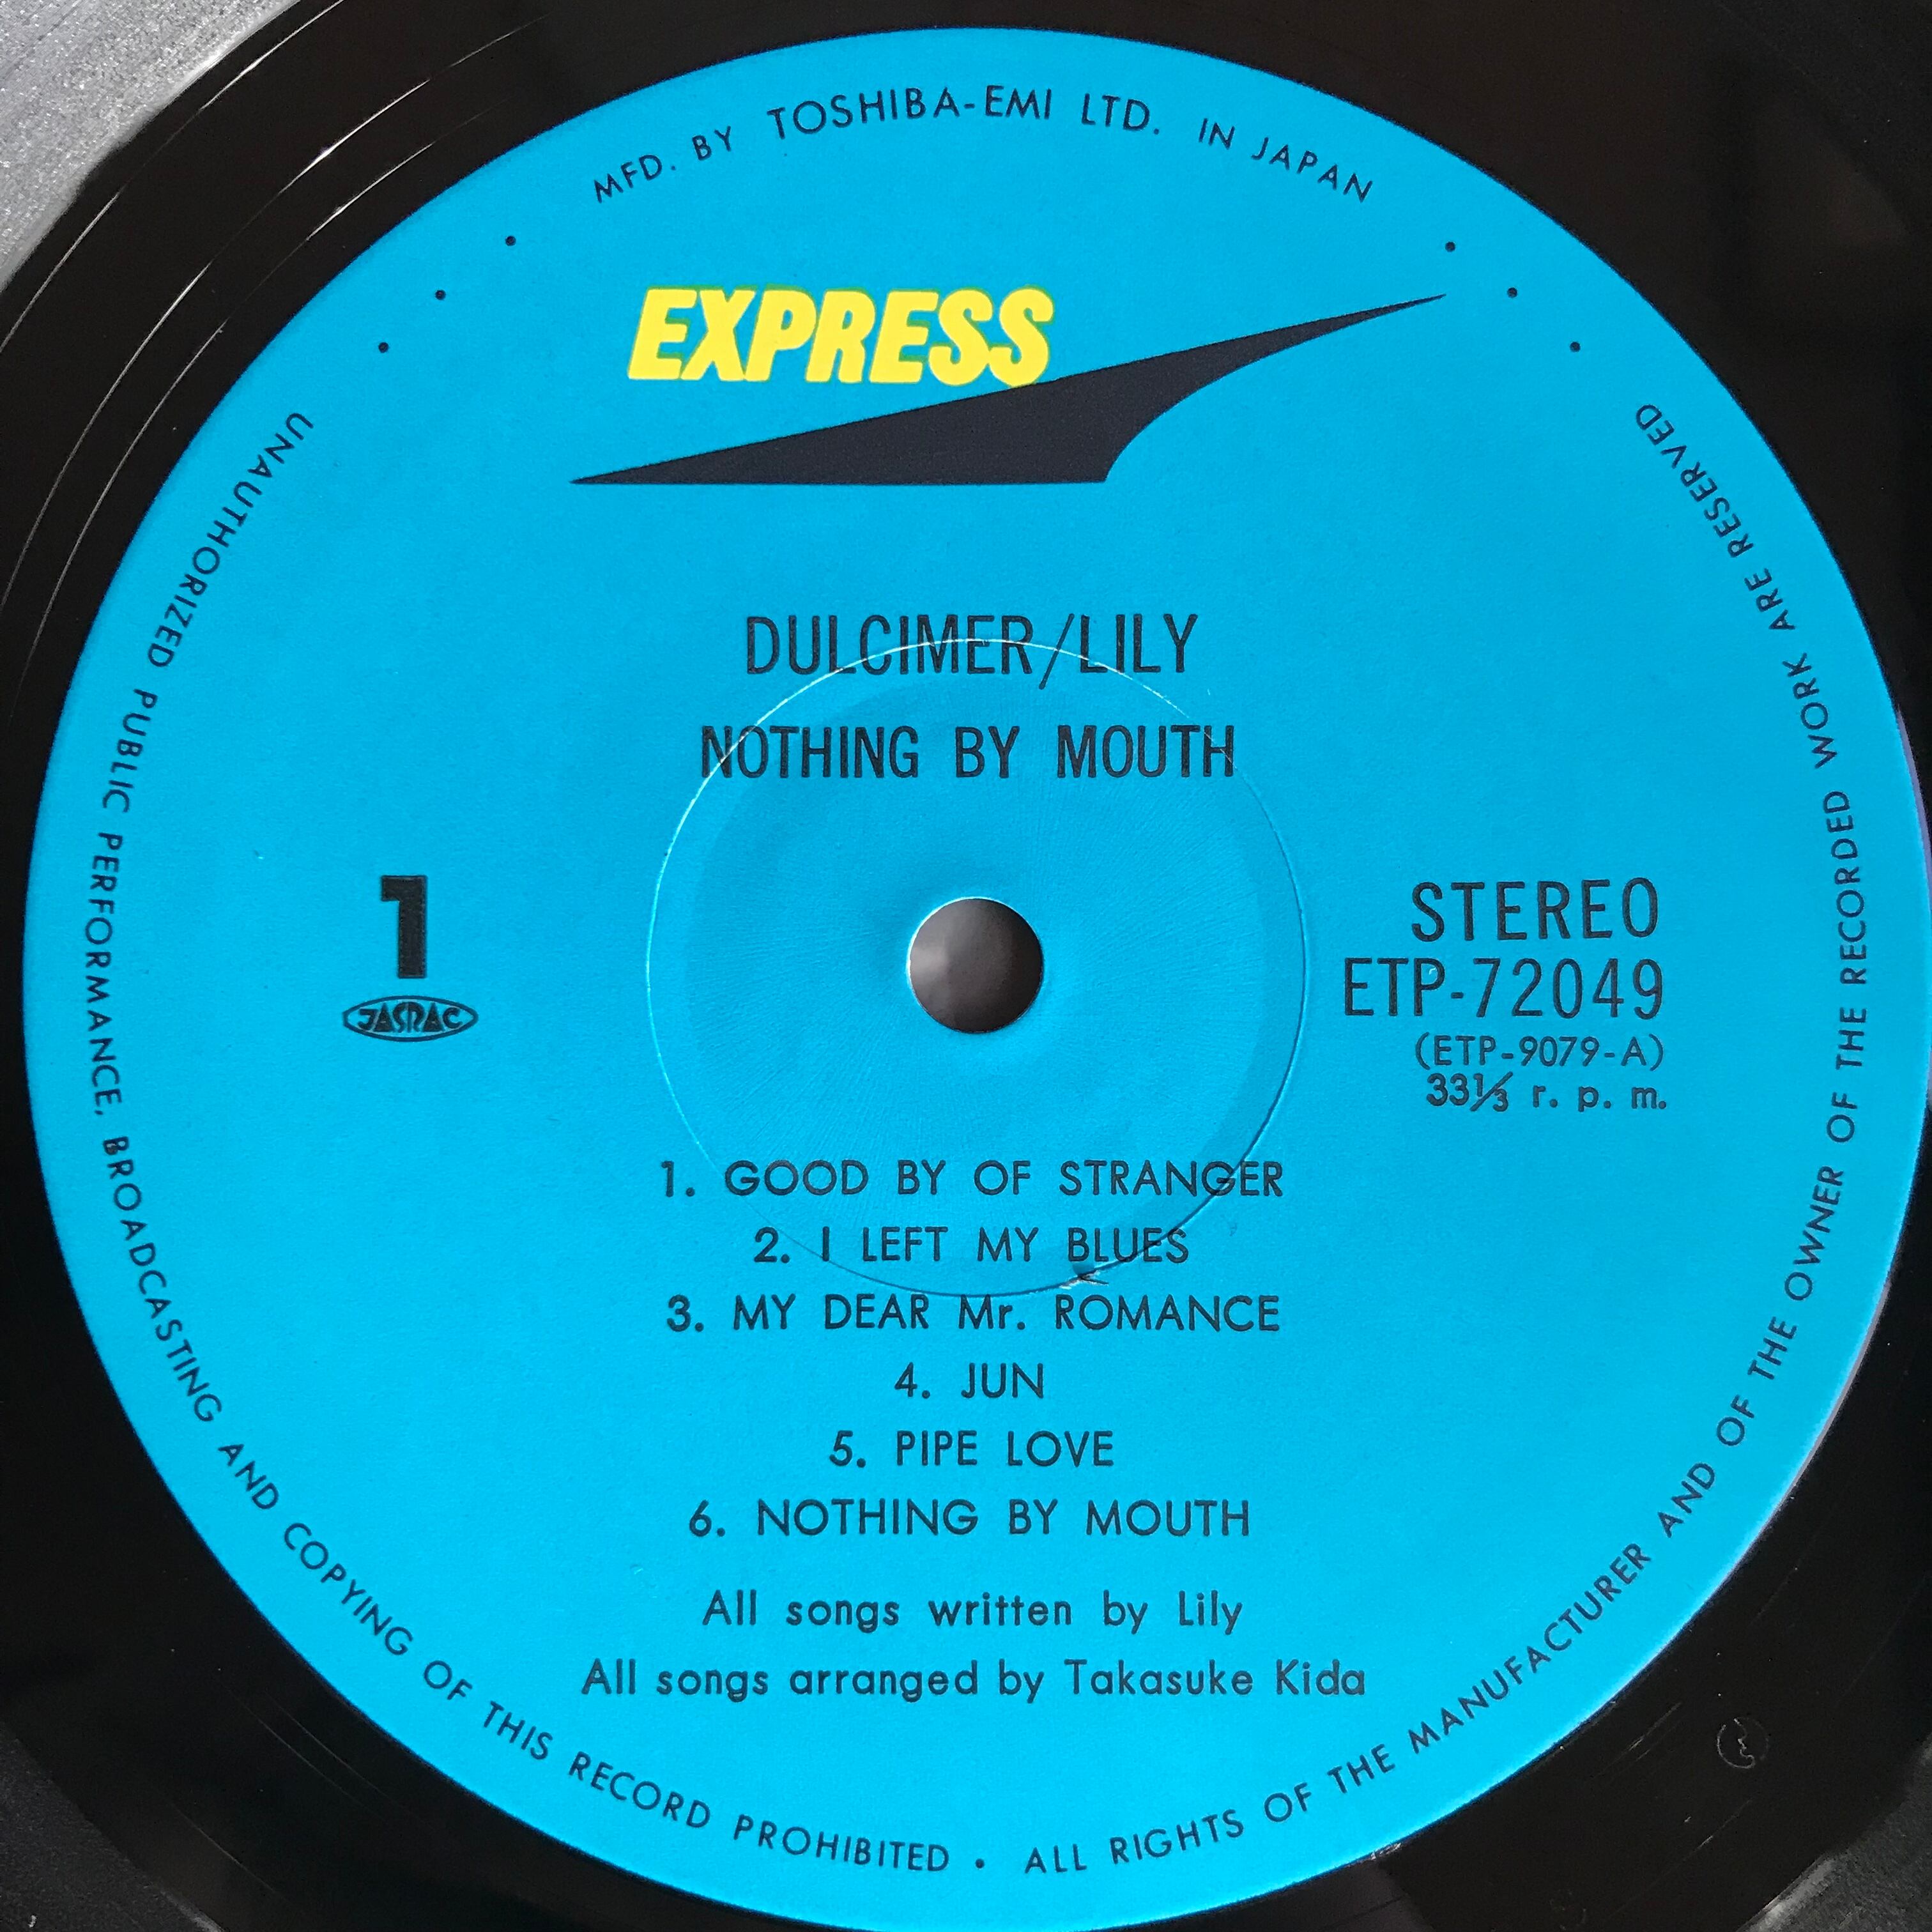 MFD. BY TOSHIBA-EMI LTD. IN JAPAN
EXPRESS
DULCIMER/LILY
NOTHING BY MOUTH
1
JASRAC
STEREO
ETP-72049
(ETP-9079-A)
33⅓ r. p. m.
1. GOOD BY OF STRANGER
2. I LEFT MY BLUES
3. MY DEAR Mr. ROMANCE
4. JUN
5. PIPE LOVE
6. NOTHING BY MOUTH
All songs written by Lily
All songs arranged by Takasuke Kida
UNAUTHORIZED PUBLIC PERFORMANCE, BROADCASTING AND COPYING OF THIS RECORD PROHIBITED • ALL RIGHTS OF THE MANUFACTURER AND OF THE OWNER OF THE RECORDED WORK ARE RESERVED